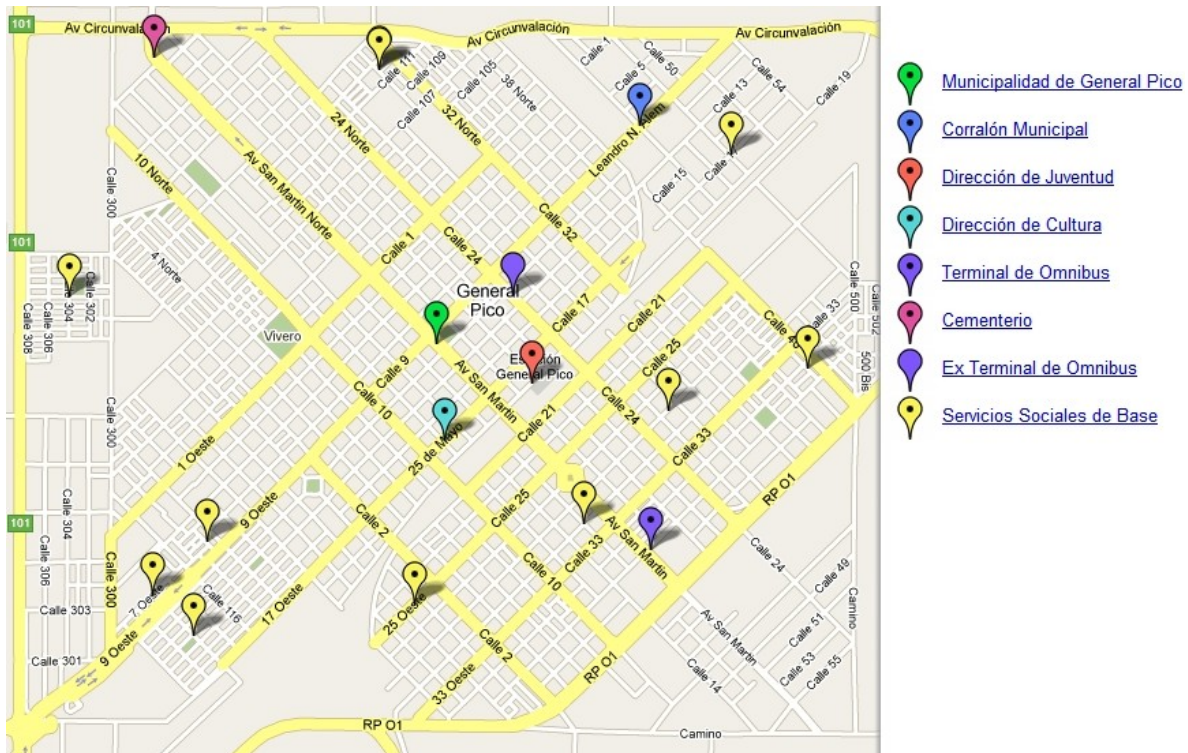 101
Av Circunvalación
Av Circunvalación
Av Circunvalación
Calle 1
Calle 111
Calle 109
Calle 5
Calle 50
Calle 105
Calle 13
Calle 54
Calle 19
38 Norte
Calle 107
24 Norte
32 Norte
Leandro N. Alem
10 Norte
Av San Martin Norte
Calle 15
Calle 300
Calle 32
101
Calle 1
Calle 24
4 Norte
Calle 304
Calle 302
Calle 306
Calle 308
General
Pico
Calle 17
Calle 21
Calle 500
Calle 502
Calle 33
Vivero
Calle 9
Estación
General Pico
Calle 25
500 Bis
Av San Martin
Calle 10
Calle 300
Calle 21
Calle 24
25 de Mayo
1 Oeste
Calle 33
RP O1
9 Oeste
Calle 25
Calle 304
101
Calle 2
Av San Martin
Calle 33
Calle 306
Calle 300
Calle 10
Calle 24
Calle 49
Camino
7 Oeste
Calle 303
Calle 116
17 Oeste
25 Oeste
Av San Martin
Calle 51
Calle 2
9 Oeste
Calle 301
RP O1
Calle 53
Calle 55
Calle 14
33 Oeste
RP O1
Camino
Municipalidad de General Pico
Corralón Municipal
Dirección de Juventud
Dirección de Cultura
Terminal de Omnibus
Cementerio
Ex Terminal de Omnibus
Servicios Sociales de Base